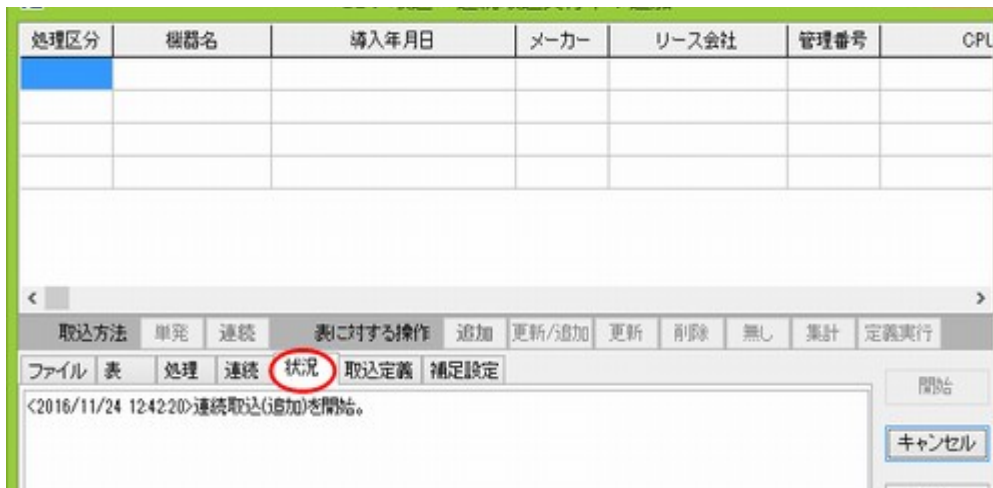 処理区分 機器名 導入年月日 メーカー リース会社 管理番号 CPU
取込方法 単発 連続 表に対する操作 追加 更新/追加 更新 削除 無し 集計 定義実行
ファイル 表 処理 連続 状況 取込定義 補足設定
開始
<2016/11/24 12:42:20>連続取込(追加)を開始。
キャンセル